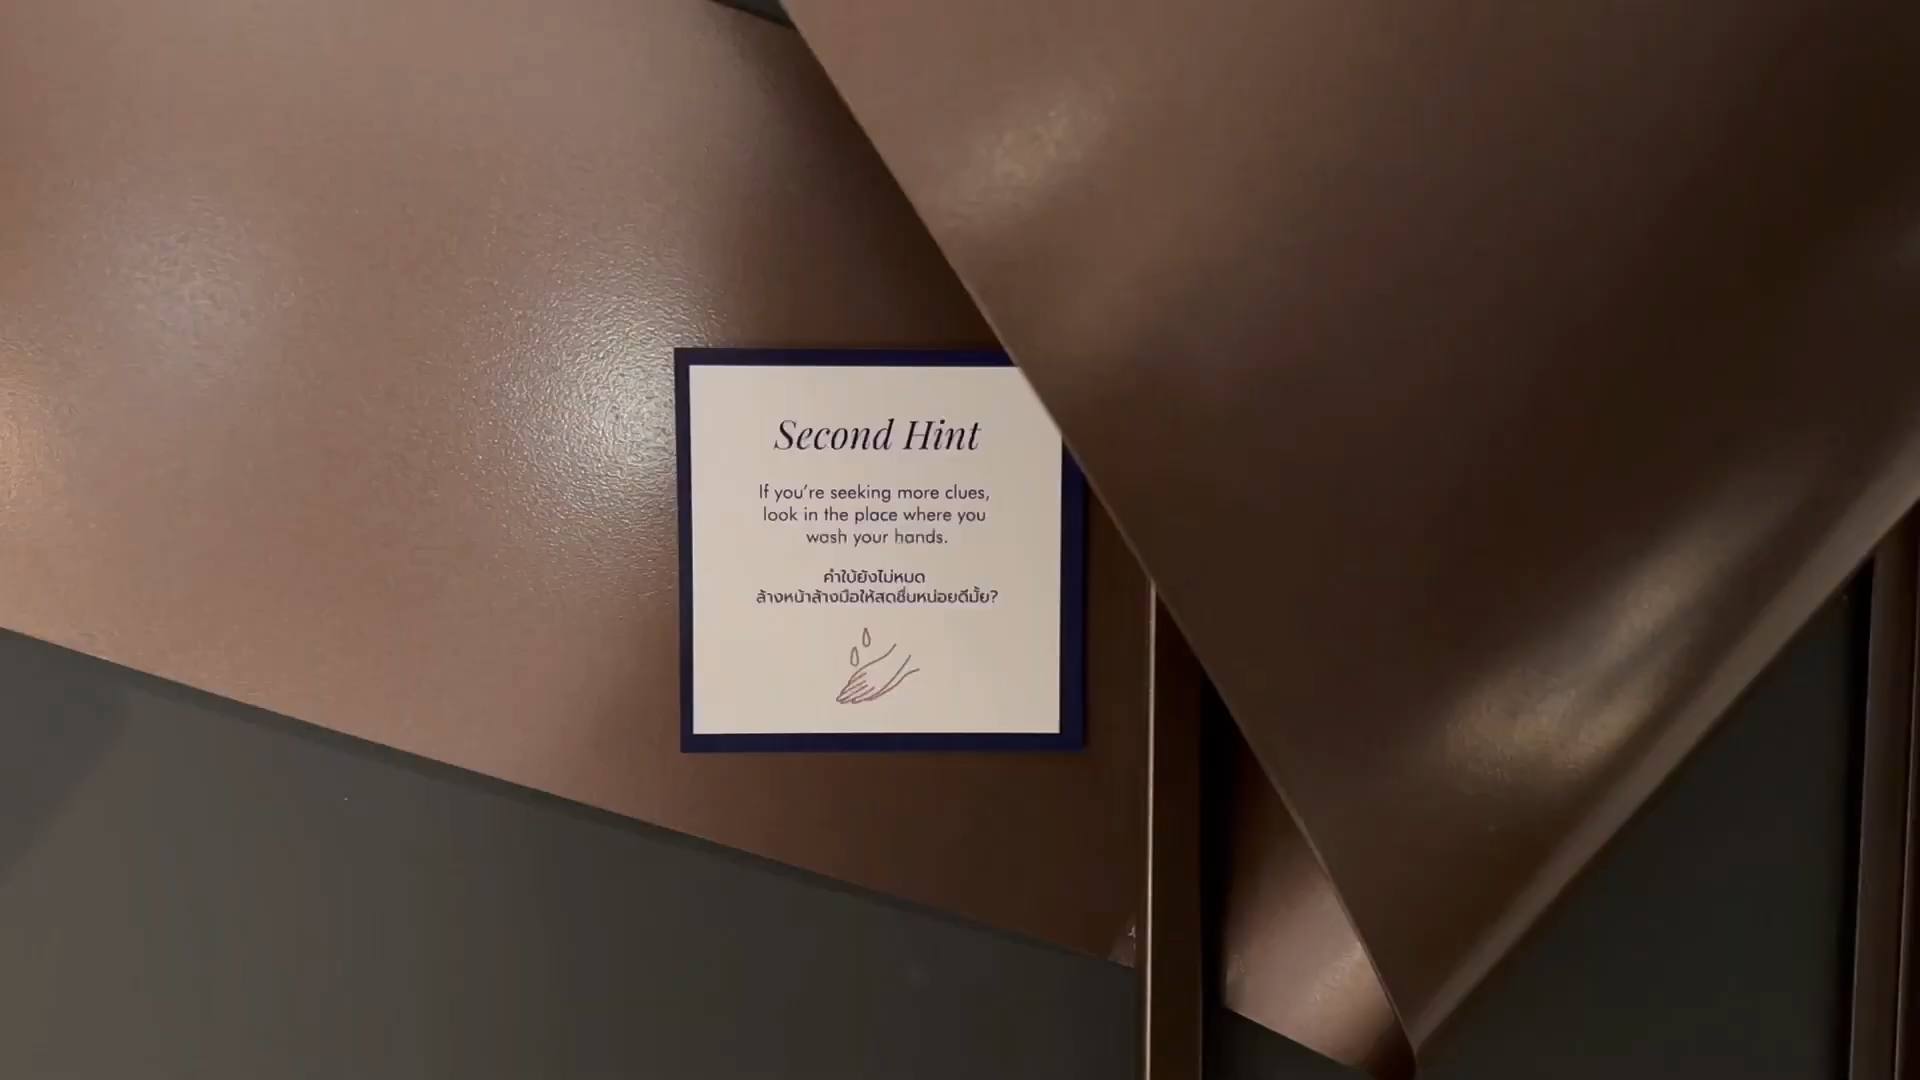 Second Hint
If you're seeking more clues,
look in the place where you
wash your hands.
คำใบ้ยังไม่หมด
ล้างหน้าล้างมือให้สดชื่นหน่อยดีมั้ย?